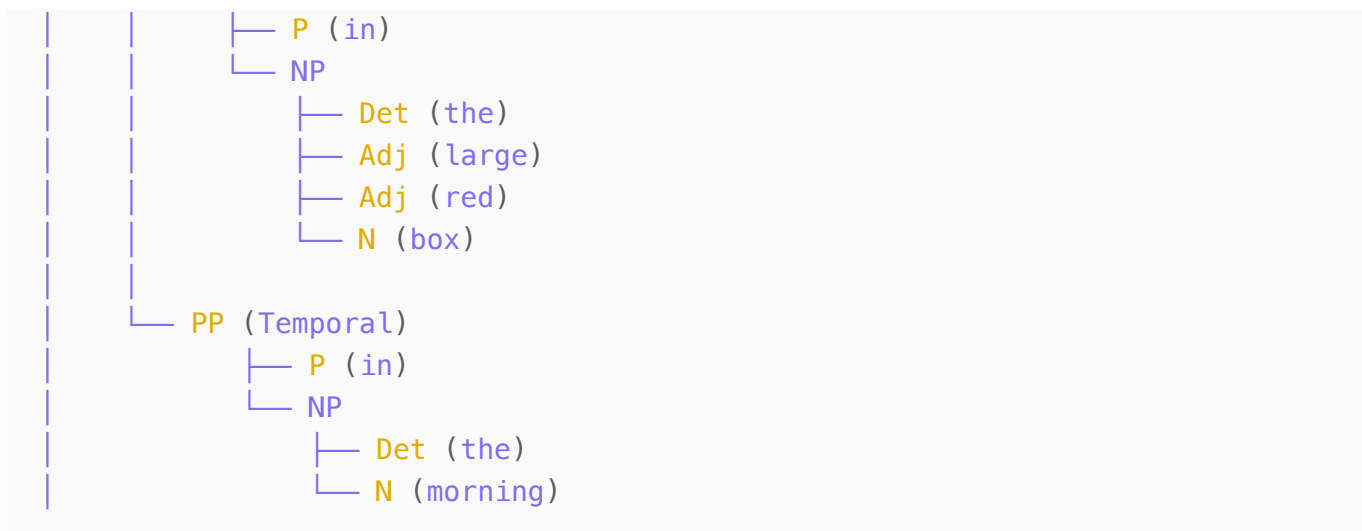 │    │    ├── P (in)
│    │    └── NP
│    │        ├── Det (the)
│    │        ├── Adj (large)
│    │        ├── Adj (red)
│    │        └── N (box)
│    │
│    └── PP (Temporal)
│         ├── P (in)
│         └── NP
│             ├── Det (the)
│             └── N (morning)